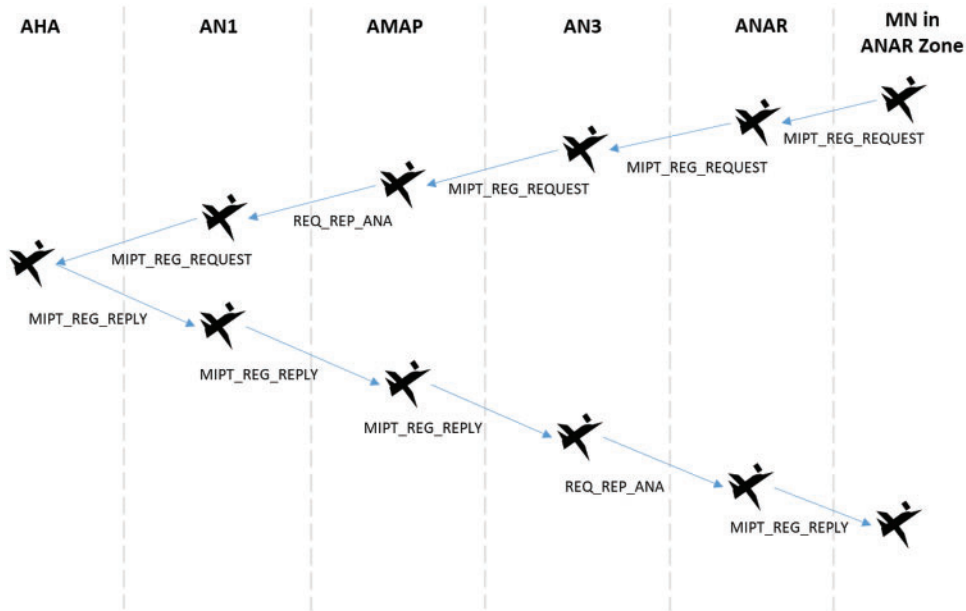 AHA
AN1
AMAP
AN3
ANAR
MN in
ANAR Zone
MIPT_REG_REQUEST
MIPT_REG_REQUEST
MIPT_REG_REQUEST
REQ_REP_ANA
MIPT_REG_REQUEST
MIPT_REG_REPLY
MIPT_REG_REPLY
MIPT_REG_REPLY
REQ_REP_ANA
MIPT_REG_REPLY